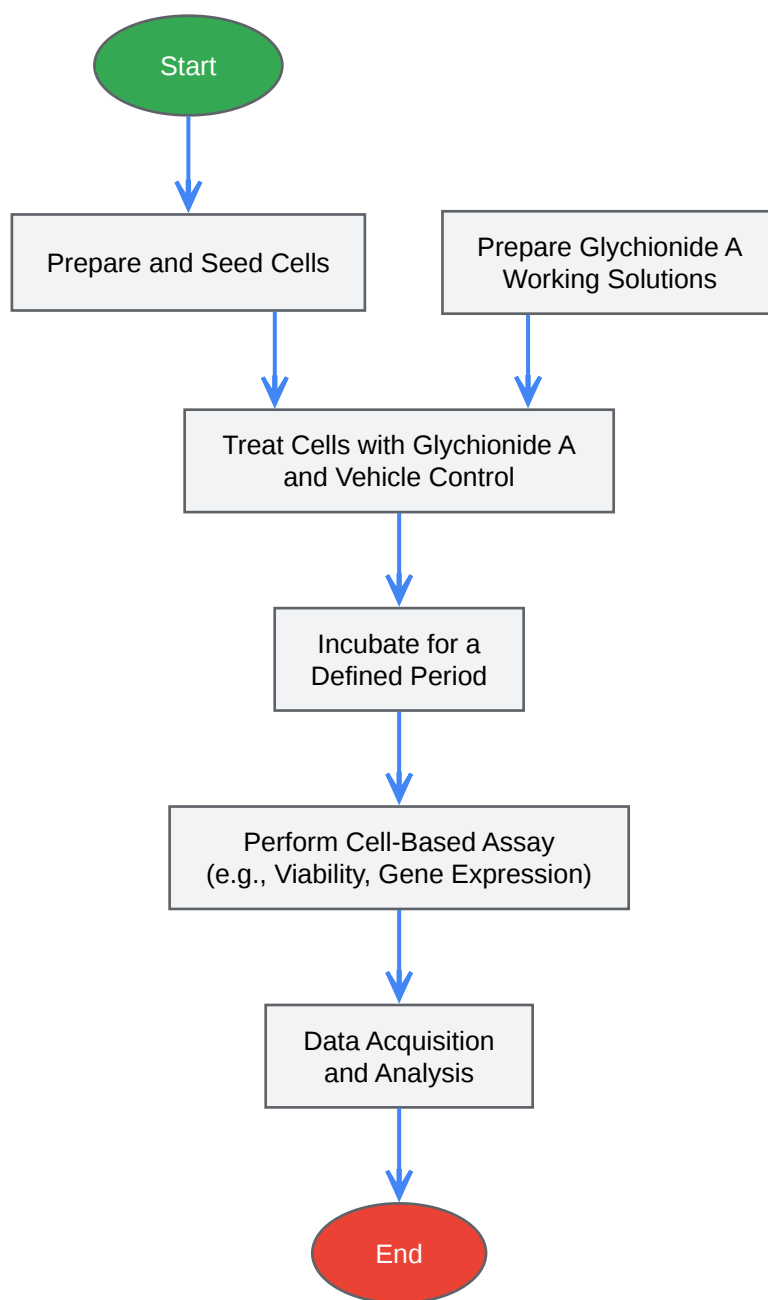 Start
Prepare and Seed Cells
Prepare Glychionide A
Working Solutions
Treat Cells with Glychionide A
and Vehicle Control
Incubate for a
Defined Period
Perform Cell-Based Assay
(e.g., Viability, Gene Expression)
Data Acquisition
and Analysis
End